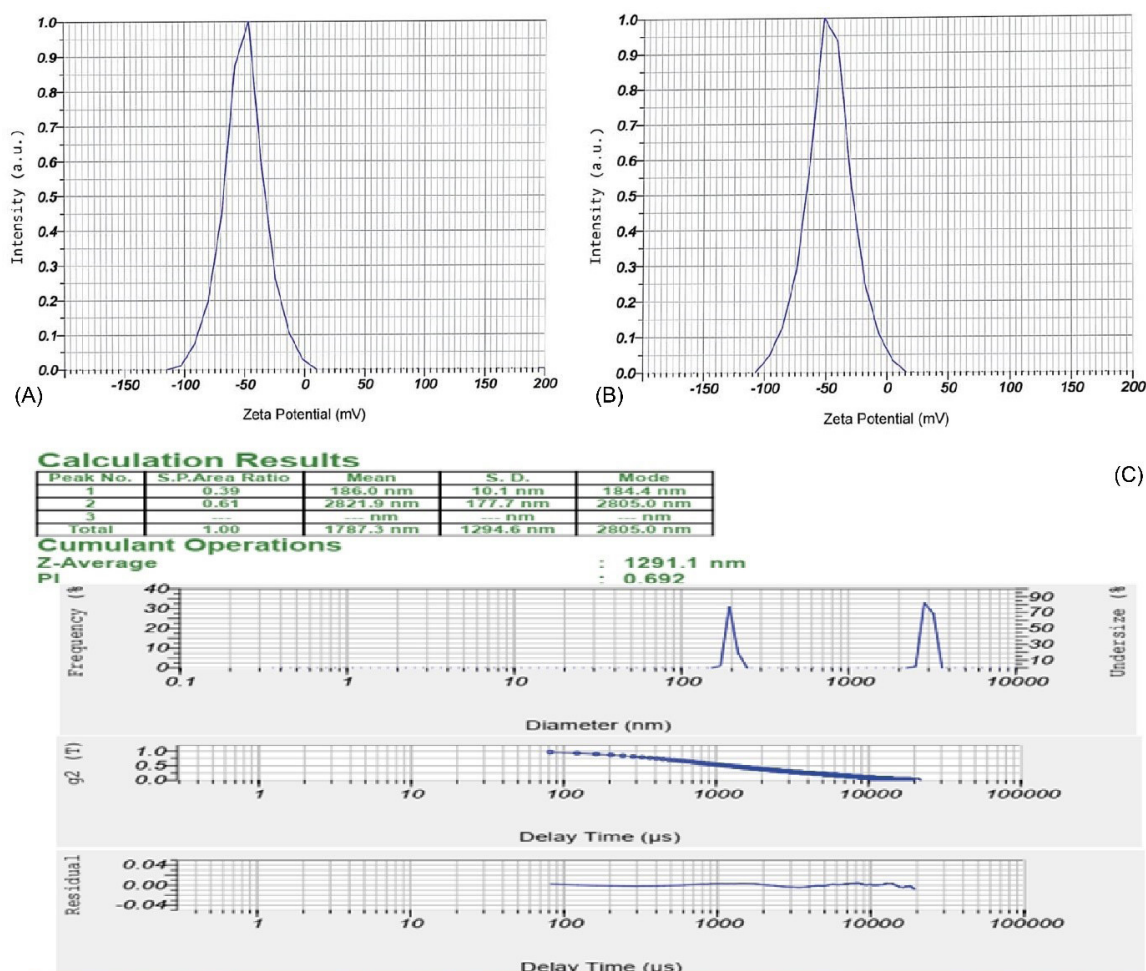 1.0
0.9
0.8
0.7
0.6
0.5
0.4
0.3
0.2
0.1
0.0
Intensity (a.u.)
-150 -100 -50 0 50 100 150 200
Zeta Potential (mV)
(A)
1.0
0.9
0.8
0.7
0.6
0.5
0.4
0.3
0.2
0.1
0.0
Intensity (a.u.)
-150 -100 -50 0 50 100 150 200
Zeta Potential (mV)
(B)
(C)
Calculation Results
Peak No. S.P.Area Ratio Mean S. D. Mode
1 0.39 186.0 nm 10.1 nm 184.4 nm
2 0.61 2821.9 nm 177.7 nm 2805.0 nm
3 --- --- nm --- nm --- nm
Total 1.00 1787.3 nm 1294.6 nm 2805.0 nm
Cumulant Operations
Z-Average : 1291.1 nm
PI : 0.692
Frequency (%
40
30
20
10
0
90
70
50
30
10
Undersize (%
0.1 1 10 100 1000 10000
Diameter (nm)
g2 (T)
1.0
0.5
0.0
1 10 100 1000 10000 100000
Delay Time (µs)
Residual
0.04
0.00
-0.04
1 10 100 1000 10000 100000
Delay Time (µs)